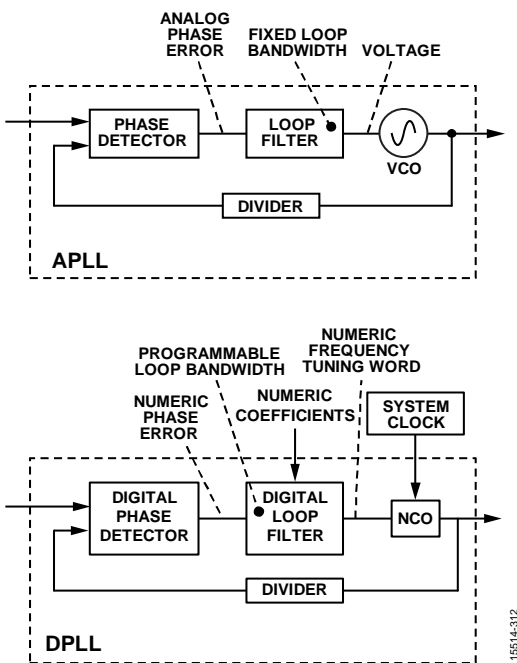 ANALOG
PHASE
ERROR
FIXED LOOP
BANDWIDTH
VOLTAGE
PHASE
DETECTOR
LOOP
FILTER
VCO
DIVIDER
APLL
PROGRAMMABLE
LOOP BANDWIDTH
NUMERIC
PHASE
ERROR
NUMERIC
COEFFICIENTS
NUMERIC
FREQUENCY
TUNING WORD
SYSTEM
CLOCK
DIGITAL
PHASE
DETECTOR
DIGITAL
LOOP
FILTER
NCO
DIVIDER
DPLL
15514-312